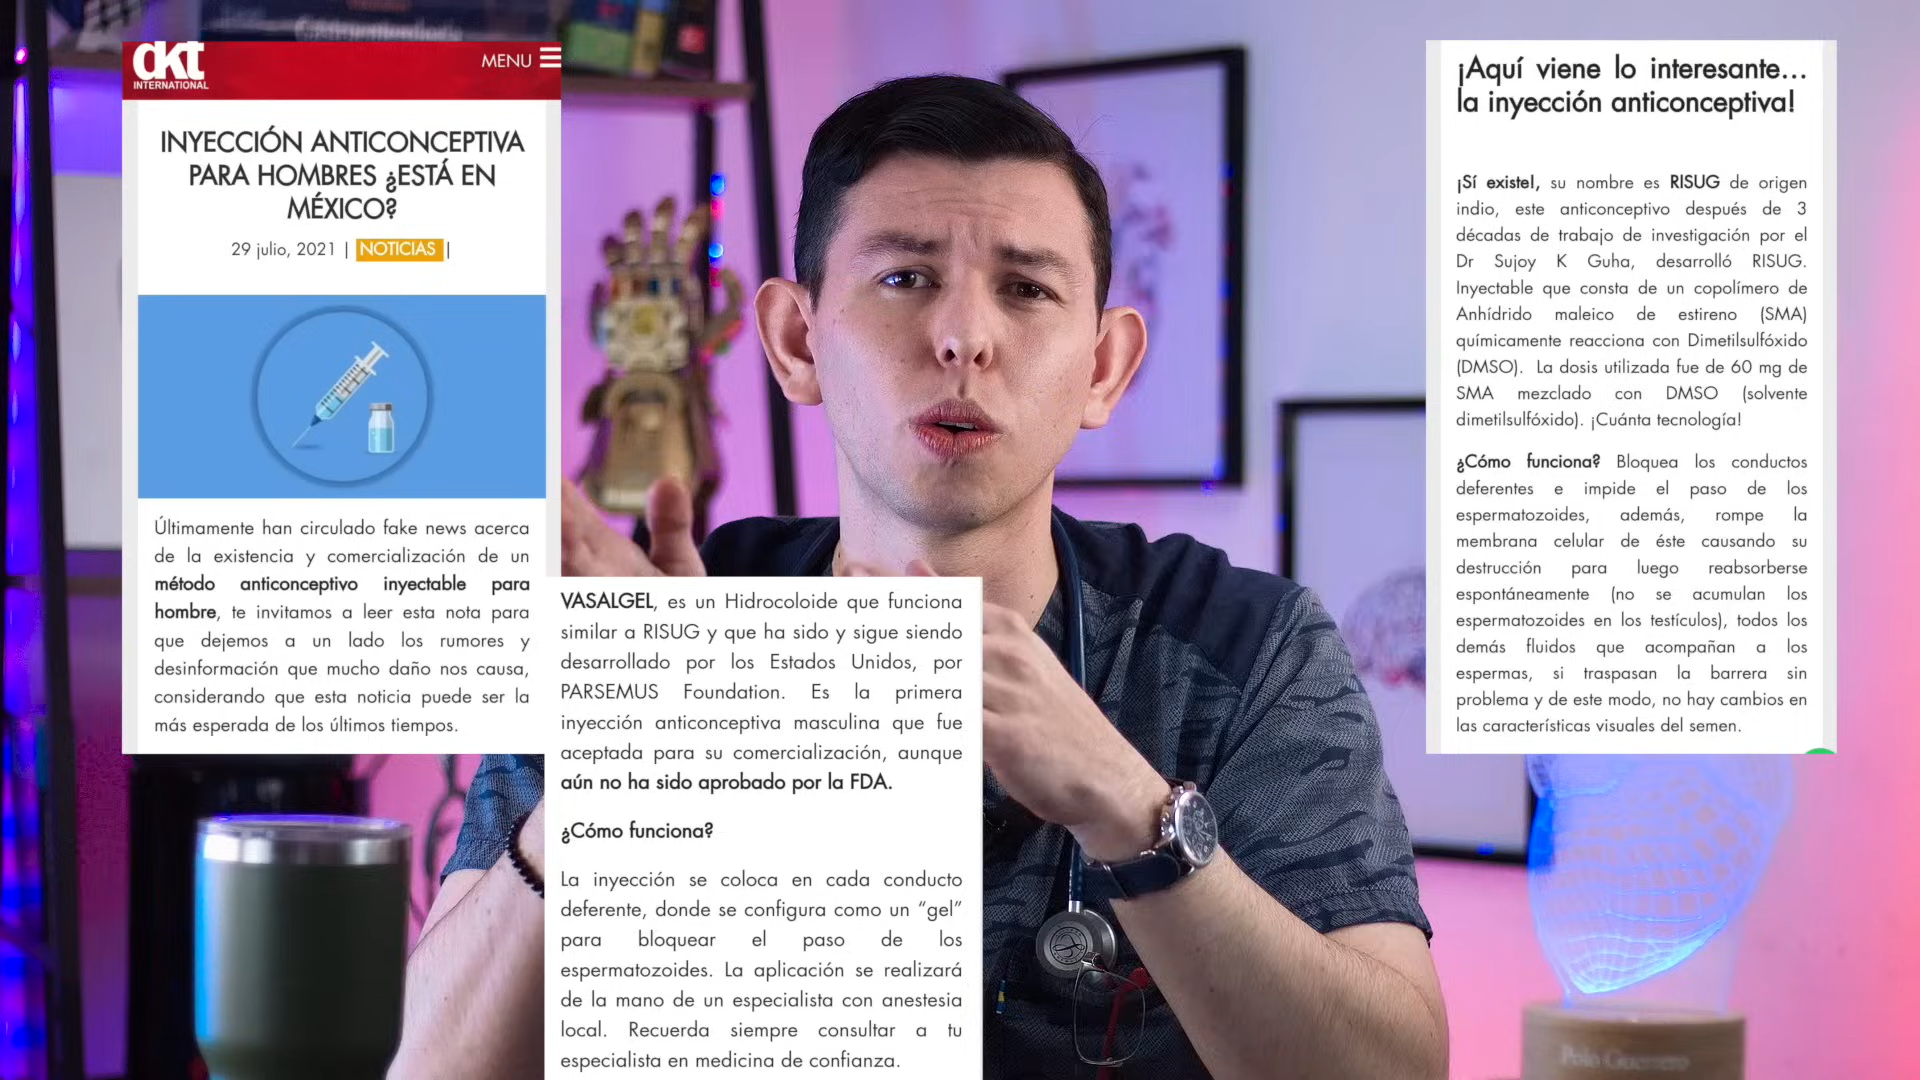 dkt
INTERNATIONAL
MENU
INYECCIÓN ANTICONCEPTIVA
PARA HOMBRES ¿ESTÁ EN
MÉXICO?
29 julio, 2021 | NOTICIAS |
Últimamente han circulado fake news acerca
de la existencia y comercialización de un
método anticonceptivo inyectable para
hombre, te invitamos a leer esta nota para
que dejemos a un lado los rumores y
desinformación que mucho daño nos causa,
considerando que esta noticia puede ser la
más esperada de los últimos tiempos.
VASALGEL, es un Hidrocoloide que funciona
similar a RISUG y que ha sido y sigue siendo
desarrollado por los Estados Unidos, por
PARSEMUS Foundation. Es la primera
inyección anticonceptiva masculina que fue
aceptada para su comercialización, aunque
aún no ha sido aprobado por la FDA.
¿Cómo funciona?
La inyección se coloca en cada conducto
deferente, donde se configura como un “gel”
para bloquear el paso de los
espermatozoides. La aplicación se realizará
de la mano de un especialista con anestesia
local. Recuerda siempre consultar a tu
especialista en medicina de confianza.
¡Aquí viene lo interesante...
la inyección anticonceptiva!
¡Sí existe!, su nombre es RISUG de origen
indio, este anticonceptivo después de 3
décadas de trabajo de investigación por el
Dr Sujoy K Guha, desarrolló RISUG.
Inyectable que consta de un copolímero de
Anhídrido maleico de estireno (SMA)
químicamente reacciona con Dimetilsulfóxido
(DMSO). La dosis utilizada fue de 60 mg de
SMA mezclado con DMSO (solvente
dimetilsulfóxido). ¡Cuánta tecnología!
¿Cómo funciona? Bloquea los conductos
deferentes e impide el paso de los
espermatozoides, además, rompe la
membrana celular de éste causando su
destrucción para luego reabsorberse
espontáneamente (no se acumulan los
espermatozoides en los testículos), todos los
demás fluidos que acompañan a los
espermas, si traspasan la barrera sin
problema y de este modo, no hay cambios en
las características visuales del semen.
Polo Guerrero